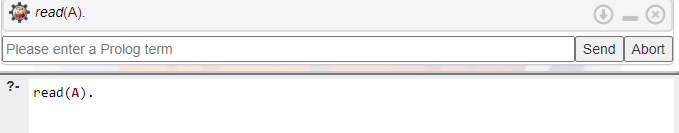 read(A).
Please enter a Prolog term Send Abort
?- read(A).